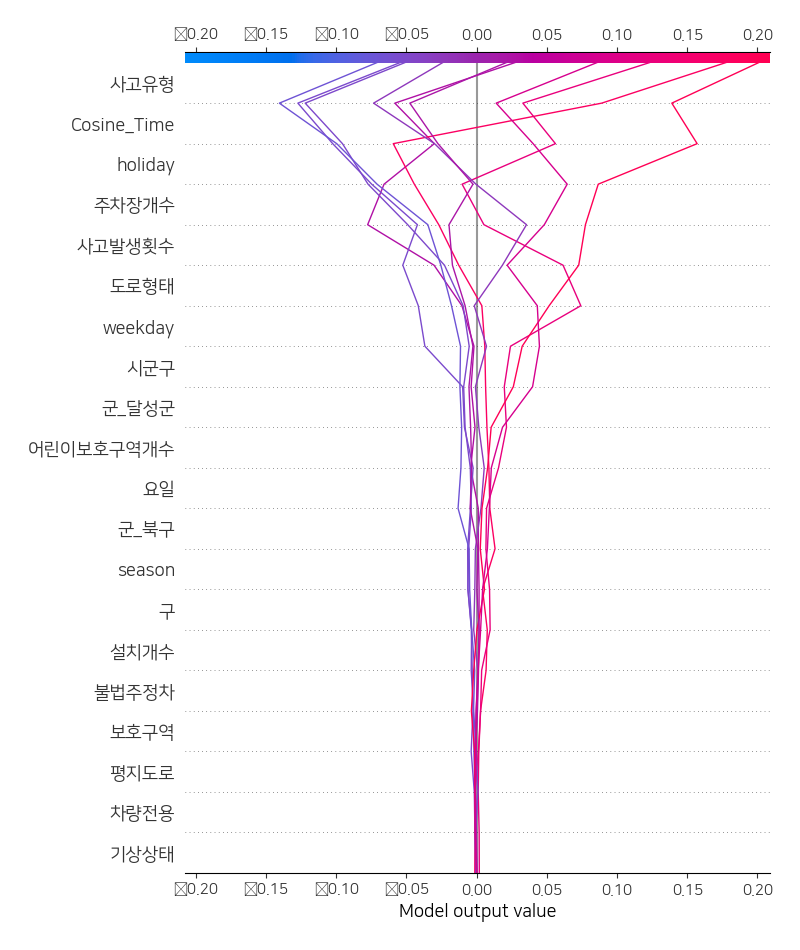 0.20 0.15 0.10 0.05 0.00 0.05 0.10 0.15 0.20
사고유형
Cosine_Time
holiday
주차장개수
사고발생횟수
도로형태
weekday
시군구
군_달성군
어린이보호구역개수
요일
군_북구
season
구
설치개수
불법주정차
보호구역
평지도로
차량전용
기상상태
0.20 0.15 0.10 0.05 0.00 0.05 0.10 0.15 0.20
Model output value